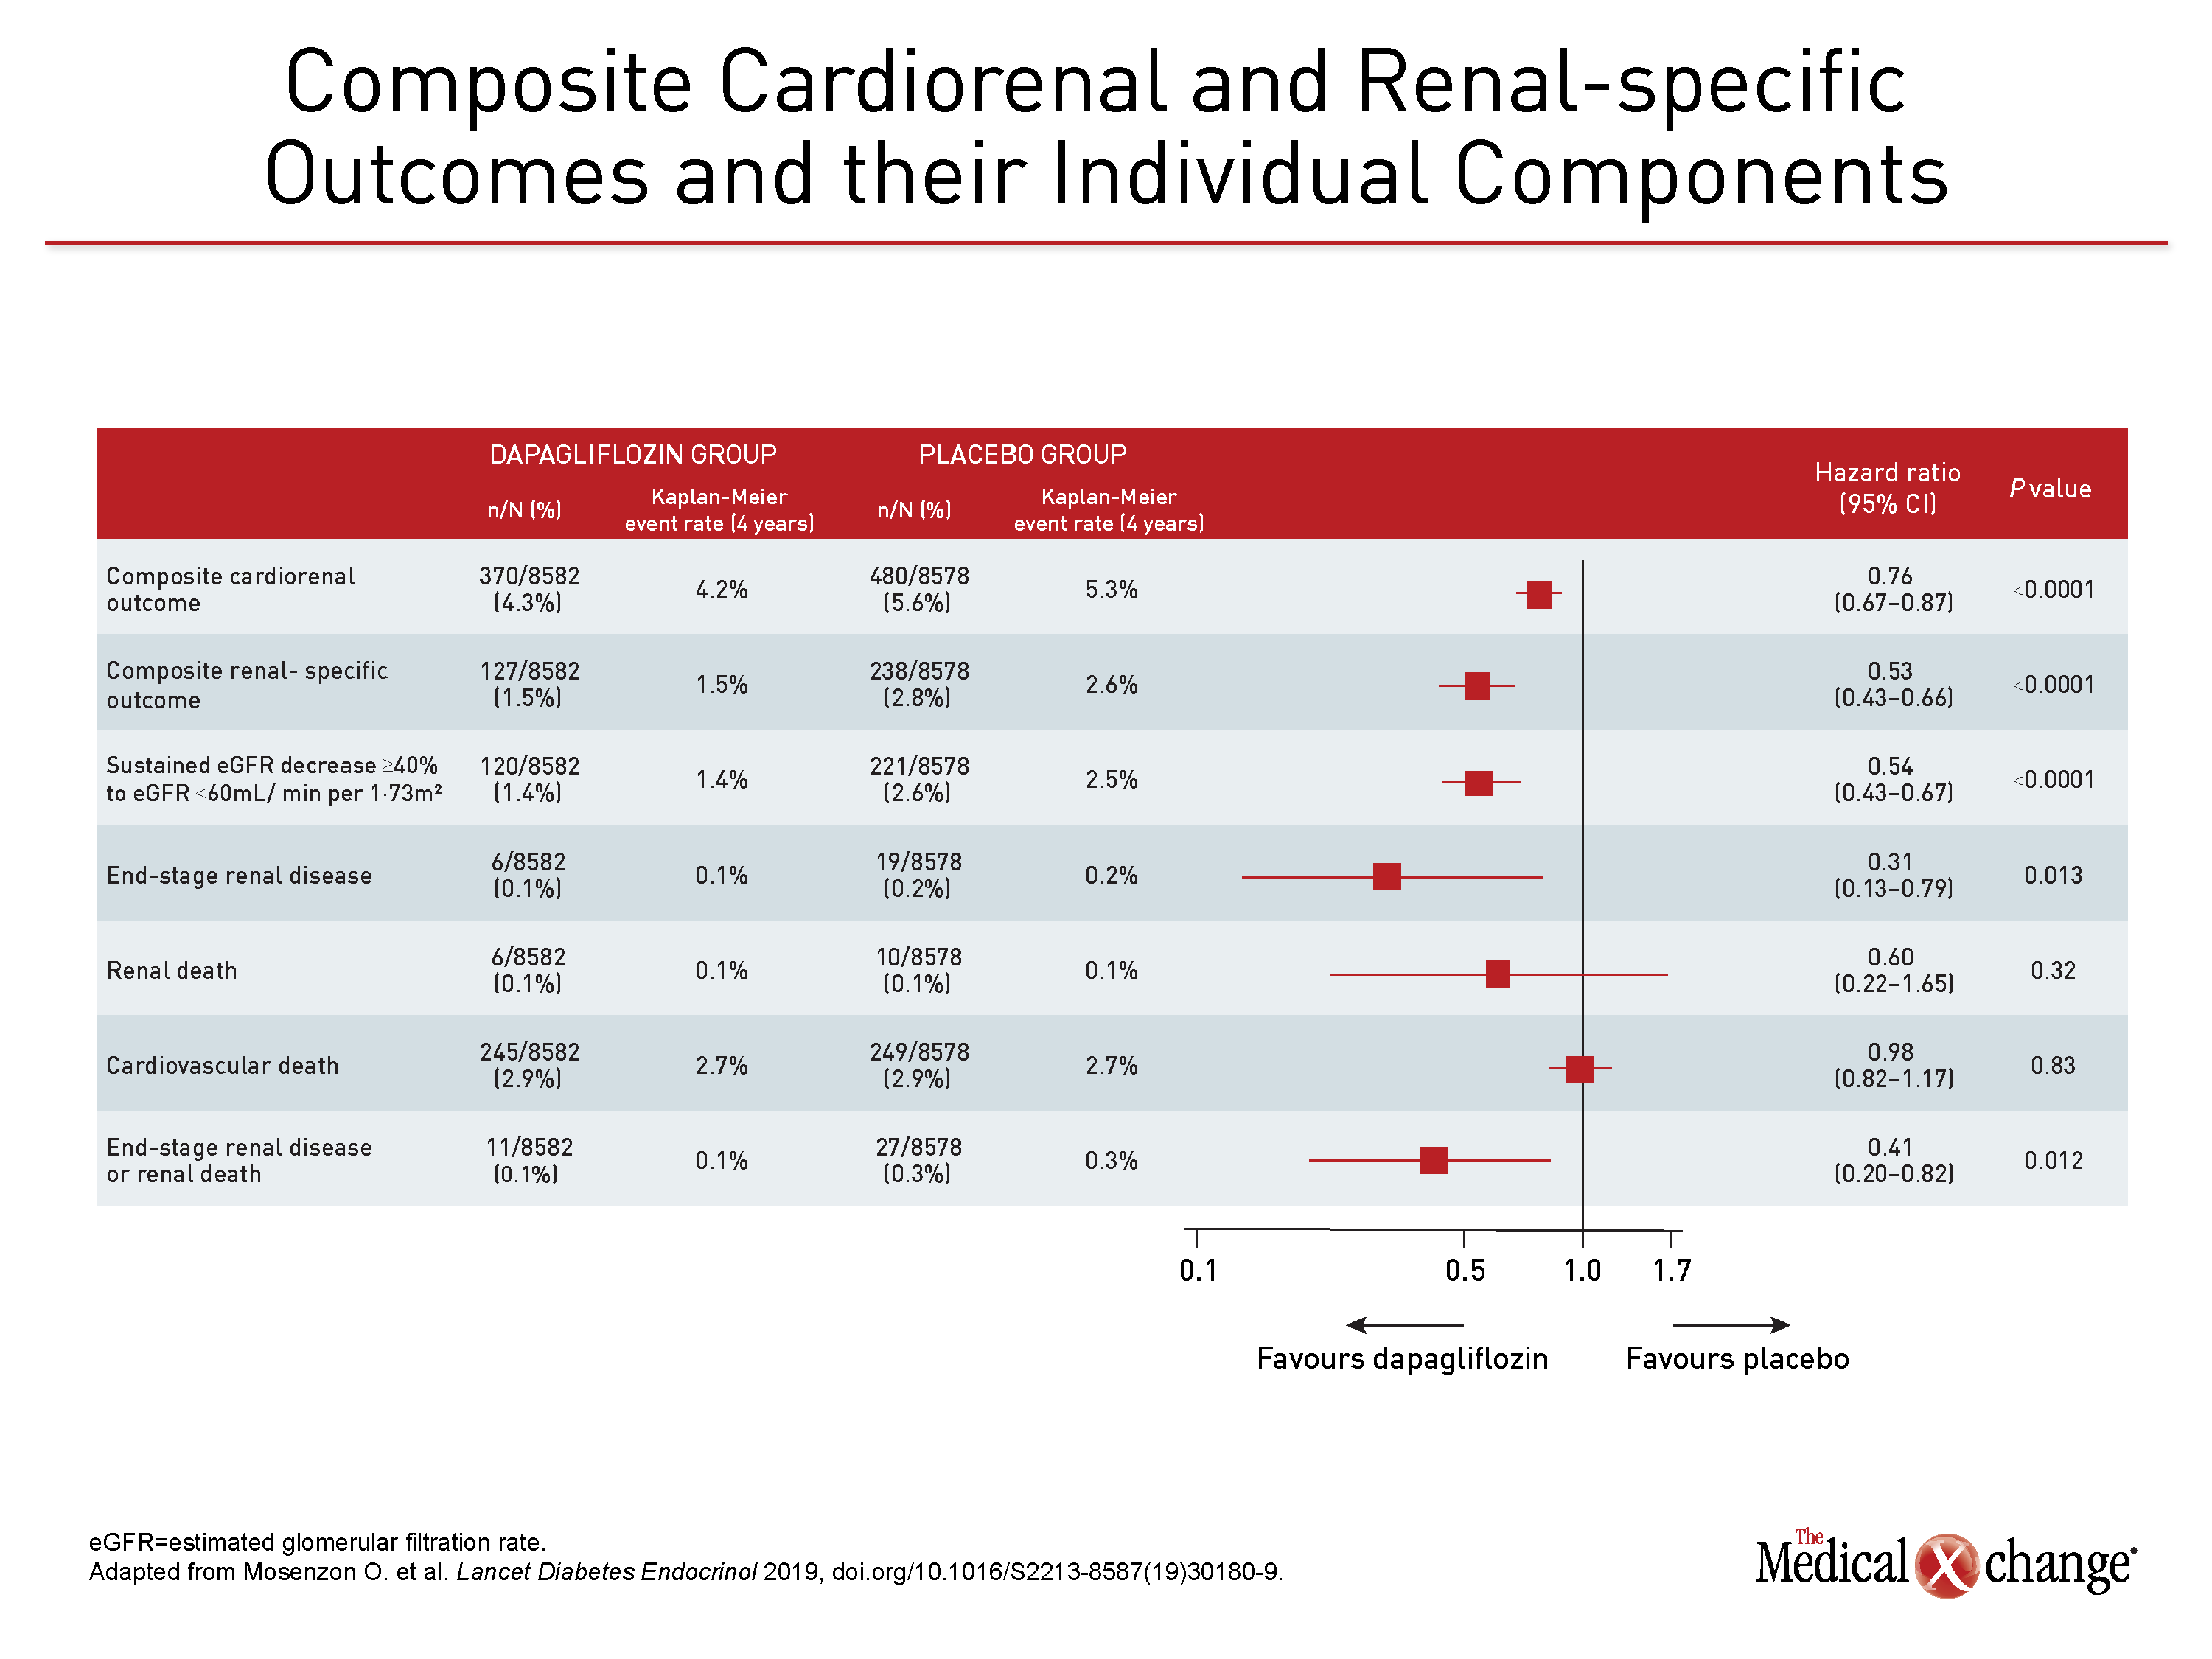 Composite Cardiorenal and Renal-specific
Outcomes and their Individual Components
DAPAGLIFLOZIN GROUP PLACEBO GROUP
n/N (%) Kaplan-Meier event rate (4 years) n/N (%) Kaplan-Meier event rate (4 years) Hazard ratio (95% CI) P value
Composite cardiorenal 370/8582 4.2% 480/8578 5.3% 0.76 <0.0001
outcome (4.3%) (5.6%) (0.67–0.87)
Composite renal- specific 127/8582 1.5% 238/8578 2.6% 0.53 <0.0001
outcome (1.5%) (2.8%) (0.43–0.66)
Sustained eGFR decrease ≥40% 120/8582 1.4% 221/8578 2.5% 0.54 <0.0001
to eGFR <60mL/ min per 1·73m² (1.4%) (2.6%) (0.43–0.67)
End-stage renal disease 6/8582 (0.1%) 0.1% 19/8578 (0.2%) 0.2% 0.31 (0.13–0.79) 0.013
Renal death 6/8582 (0.1%) 0.1% 10/8578 (0.1%) 0.1% 0.60 (0.22–1.65) 0.32
Cardiovascular death 245/8582 (2.9%) 2.7% 249/8578 (2.9%) 2.7% 0.98 (0.82–1.17) 0.83
End-stage renal disease 11/8582 0.1% 27/8578 0.3% 0.41 0.012
or renal death (0.1%) (0.3%) (0.20–0.82)
0.1 0.5 1.0 1.7
Favours dapagliflozin Favours placebo
eGFR=estimated glomerular filtration rate.
Adapted from Mosenzon O. et al. Lancet Diabetes Endocrinol 2019, doi.org/10.1016/S2213-8587(19)30180-9.
The
Medical X change